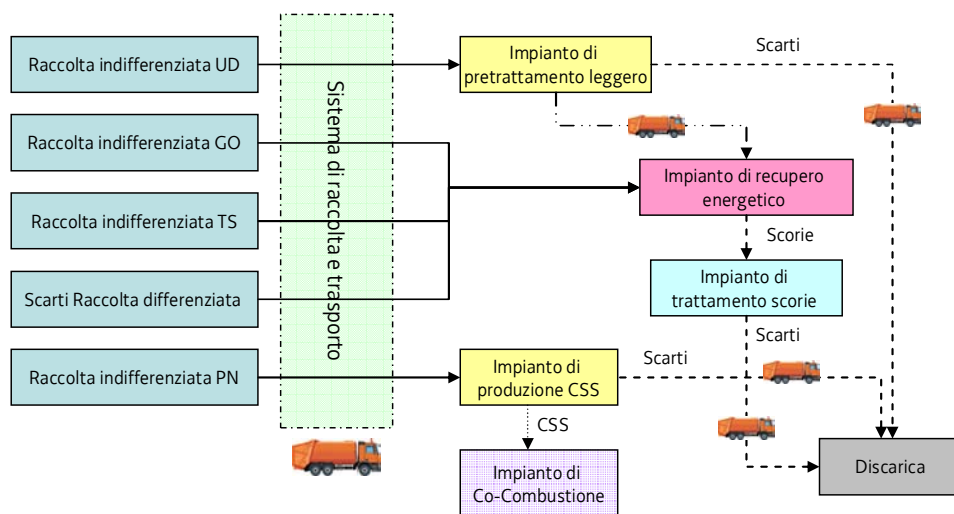 Raccolta indifferenziata UD
Raccolta indifferenziata GO
Raccolta indifferenziata TS
Scarti Raccolta differenziata
Raccolta indifferenziata PN
Sistema di raccolta e trasporto
Impianto di
pretrattamento leggero
Scarti
Impianto di recupero
energetico
Scorie
Impianto di
trattamento scorie
Scarti
Impianto di
produzione CSS
Scarti
CSS
Impianto di
Co-Combustione
Discarica